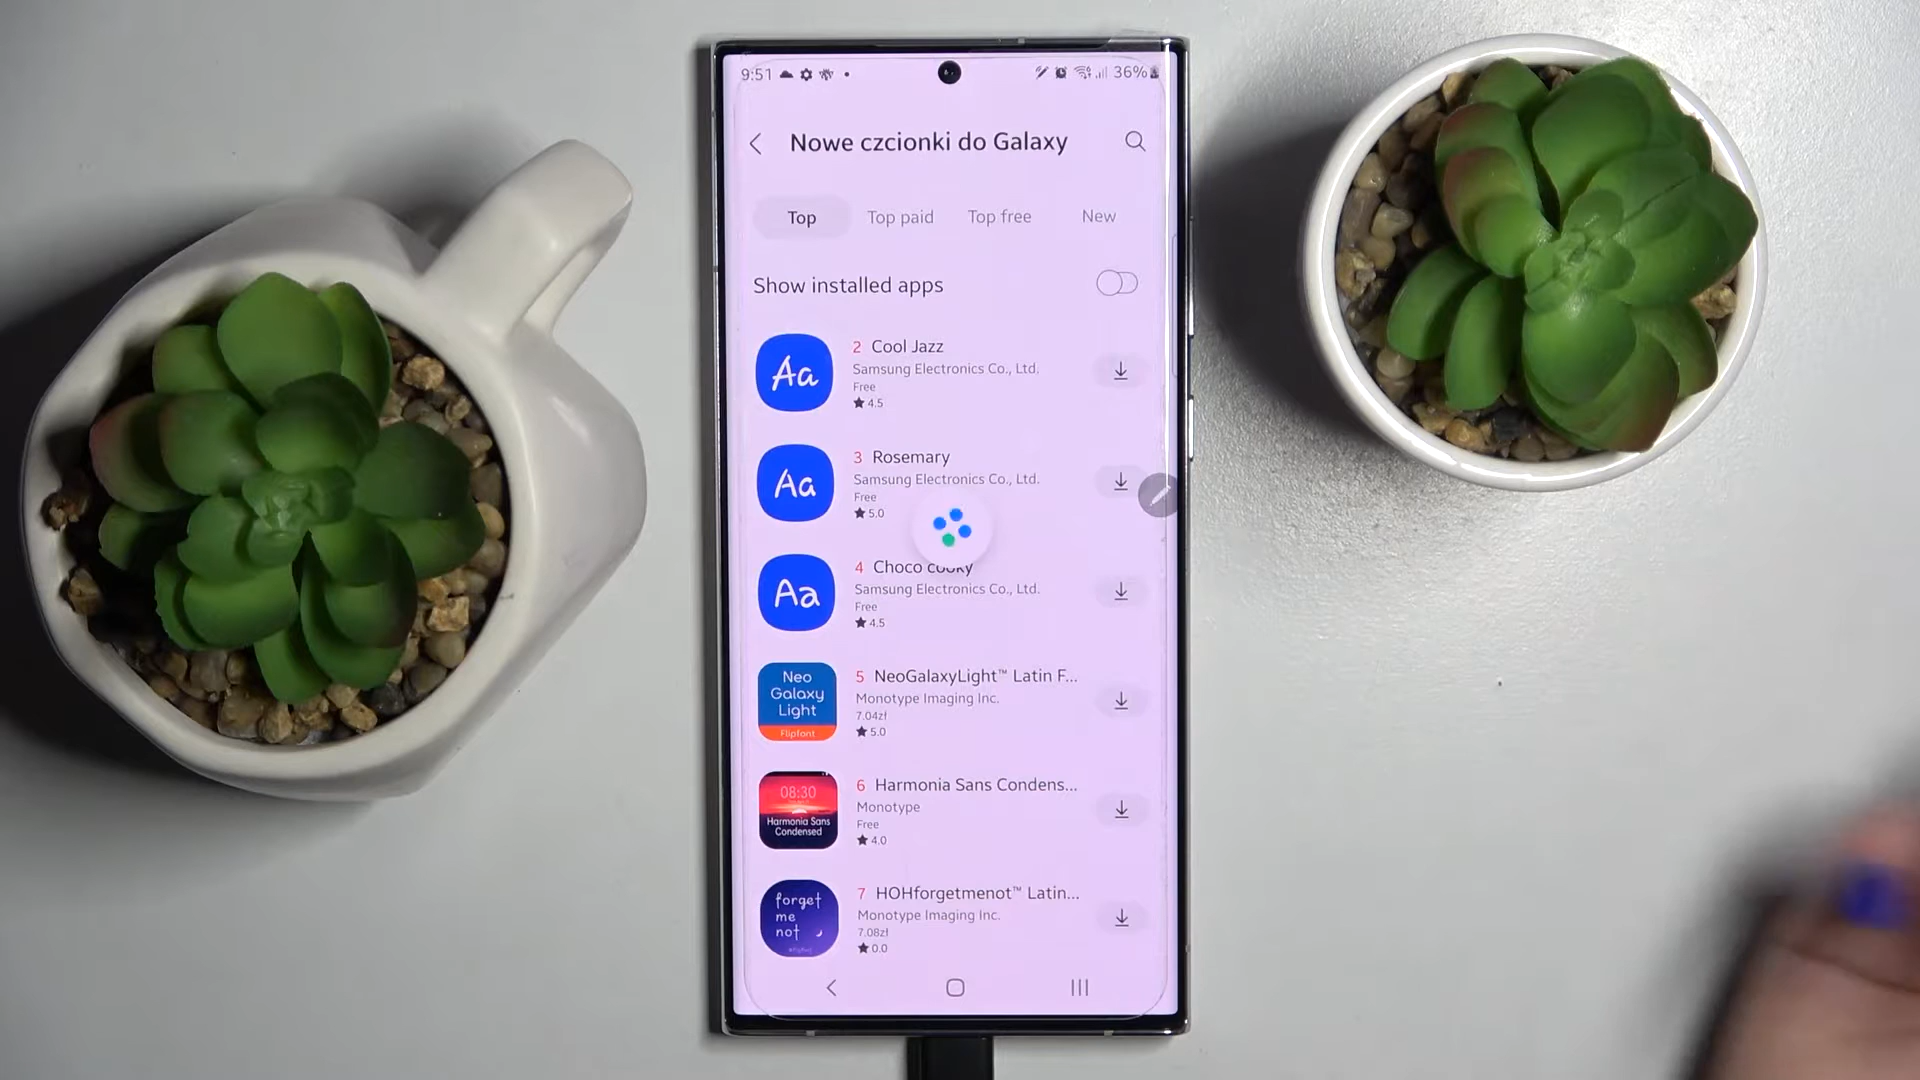 9:51 36%
Nowe czcionki do Galaxy
Top Top paid Top free New
Show installed apps
Aa
2 Cool Jazz
Samsung Electronics Co., Ltd.
Free
★ 4.5
Aa
3 Rosemary
Samsung Electronics Co., Ltd.
Free
★ 5.0
Aa
4 Choco cooky
Samsung Electronics Co., Ltd.
Free
★ 4.5
Neo
Galaxy
Light
Flipfont
5 NeoGalaxyLight™ Latin F...
Monotype Imaging Inc.
7.04zł
★ 5.0
08:30
Harmonia Sans
Condensed
6 Harmonia Sans Condens...
Monotype
Free
★ 4.0
forget
me
not
7 HOHforgetmenot™ Latin...
Monotype Imaging Inc.
7.08zł
★ 0.0